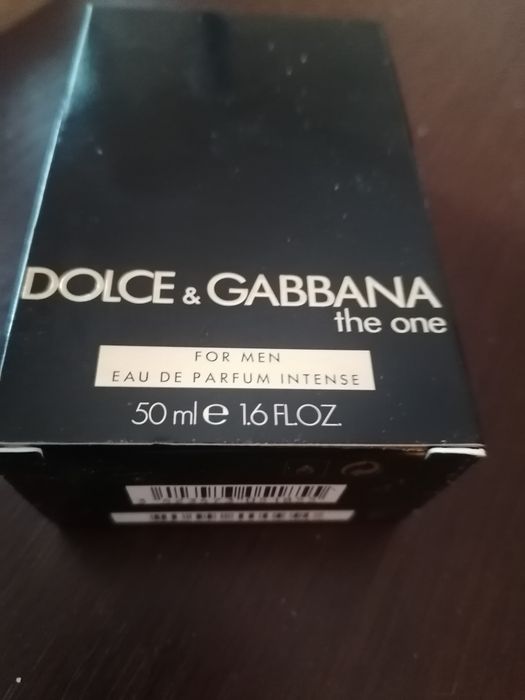 DOLCE & GABBANA
the one
FOR MEN
EAU DE PARFUM INTENSE
50 ml ℮ 1.6 FL.OZ.